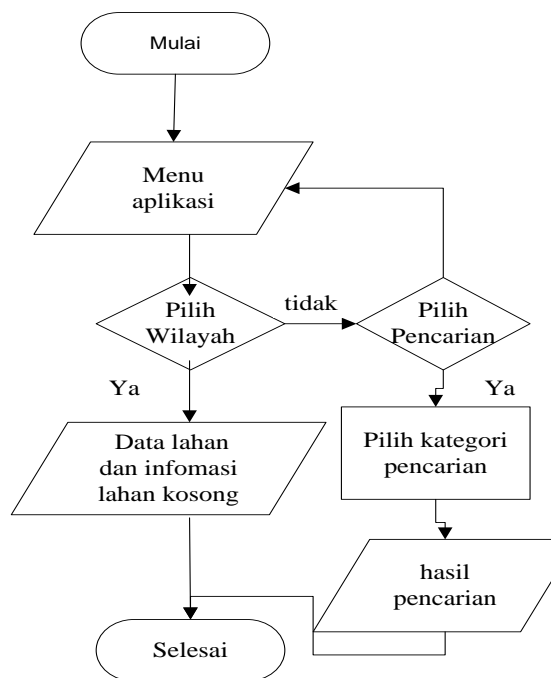 Mulai
Menu
aplikasi
Pilih
Wilayah
tidak
Pilih
Pencarian
Ya
Ya
Data lahan
dan infomasi
lahan kosong
Pilih kategori
pencarian
hasil
pencarian
Selesai